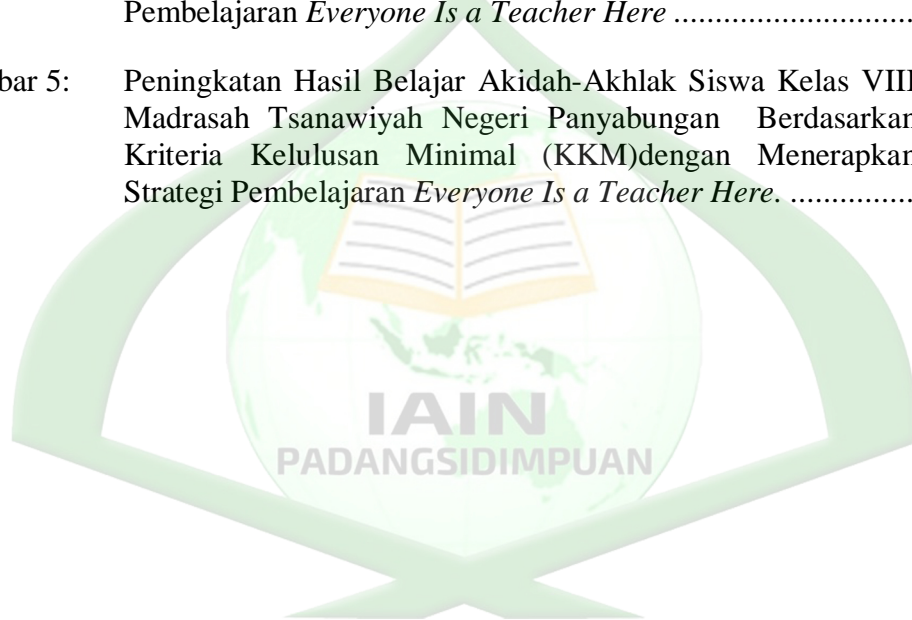 Pembelajaran Everyone Is a Teacher Here ............................
bar 5: Peningkatan Hasil Belajar Akidah-Akhlak Siswa Kelas VIII
Madrasah Tsanawiyah Negeri Panyabungan Berdasarkan
Kriteria Kelulusan Minimal (KKM)dengan Menerapkan
Strategi Pembelajaran Everyone Is a Teacher Here. ...............
IAIN
PADANGSIDIMPUAN